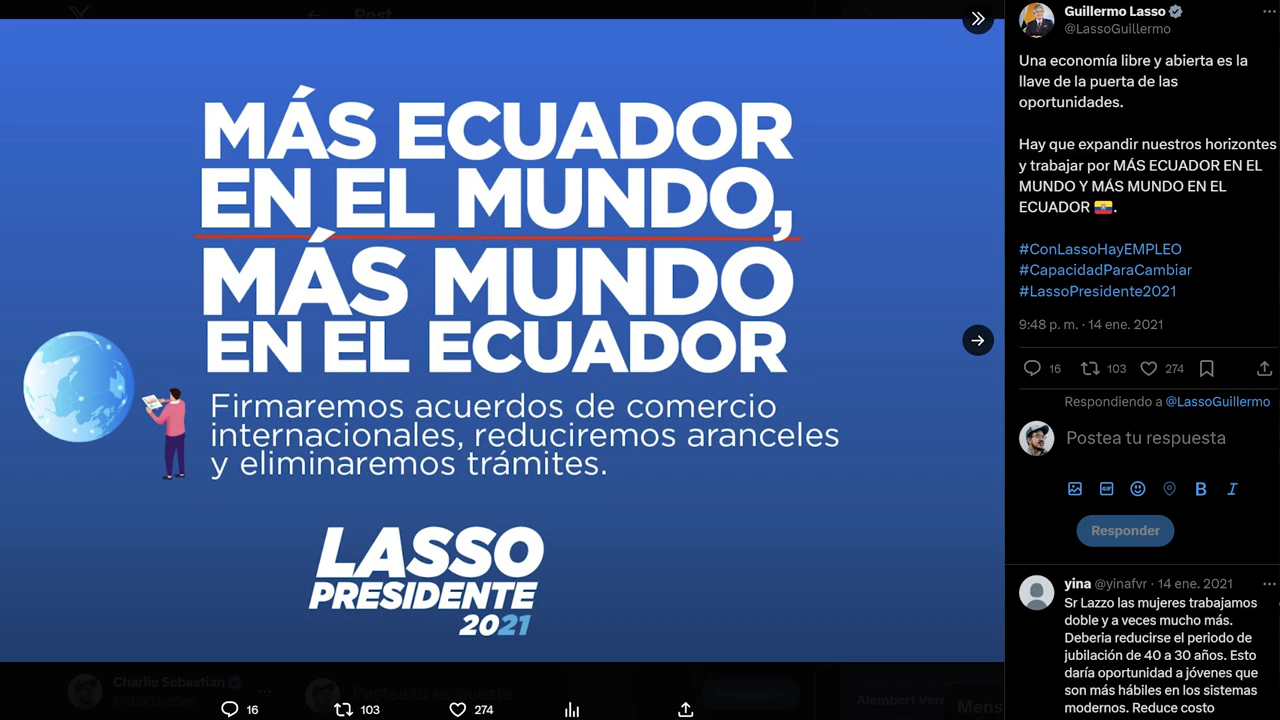 Post
MÁS ECUADOR
EN EL MUNDO,
MÁS MUNDO
EN EL ECUADOR
Firmaremos acuerdos de comercio
internacionales, reduciremos aranceles
y eliminaremos trámites.
LASSO
PRESIDENTE
2021
Charlie Sebastian
Postea tu respuesta
Responder
Alembert Ven
Mens
16 103 274
Guillermo Lasso
@LassoGuillermo
Una economía libre y abierta es la
llave de la puerta de las
oportunidades.
Hay que expandir nuestros horizontes
y trabajar por MÁS ECUADOR EN EL
MUNDO Y MÁS MUNDO EN EL
ECUADOR 🇪🇨.
#ConLassoHayEMPLEO
#CapacidadParaCambiar
#LassoPresidente2021
9:48 p. m. · 14 ene. 2021
16 103 274
Respondiendo a @LassoGuillermo
Postea tu respuesta
GIF B I
Responder
yina @yinafvr · 14 ene. 2021
Sr Lazzo las mujeres trabajamos
doble y a veces mucho más.
Deberia reducirse el periodo de
jubilación de 40 a 30 años. Esto
daría oportunidad a jóvenes que
son más hábiles en los sistemas
modernos. Reduce costo